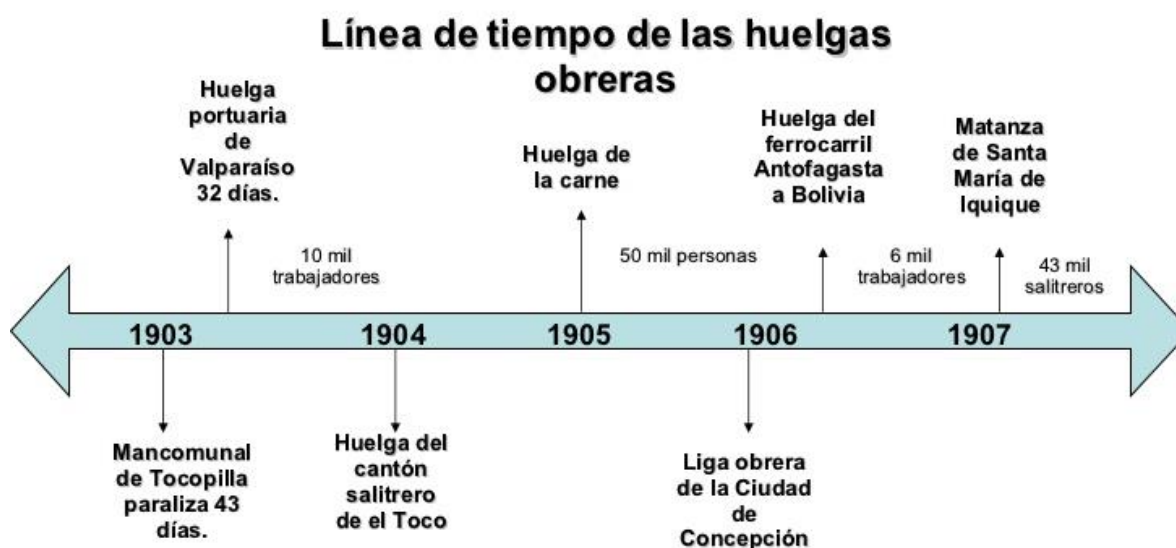 Línea de tiempo de las huelgas
obreras
Huelga
portuaria
de
Valparaíso
32 días.
Huelga de
la carne
Huelga del
ferrocarril
Antofagasta
a Bolivia
Matanza
de Santa
María de
Iquique
10 mil
trabajadores
50 mil personas
6 mil
trabajadores
43 mil
salitreros
1903
1904
1905
1906
1907
Mancomunal
de Tocopilla
paraliza 43
días.
Huelga del
cantón
salitrero
de el Toco
Liga obrera
de la Ciudad
de
Concepción